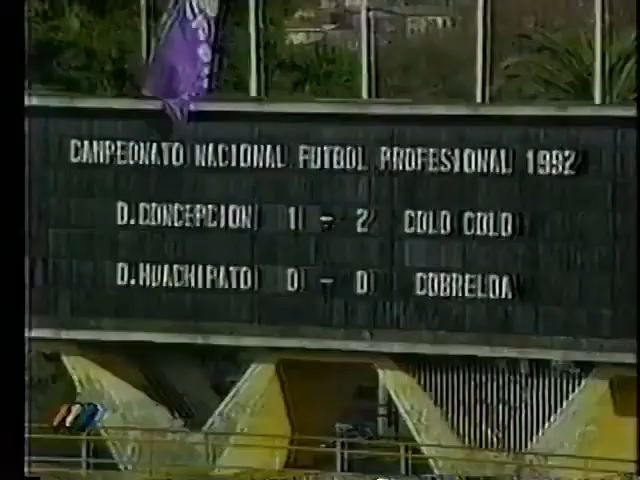 CAMPEONATO NACIONAL FUTBOL PROFESIONAL 1992
D.CONCEPCION 1 - 2 COLO COLO
D.HUACHIPATO 0 - 0 COBRELOA